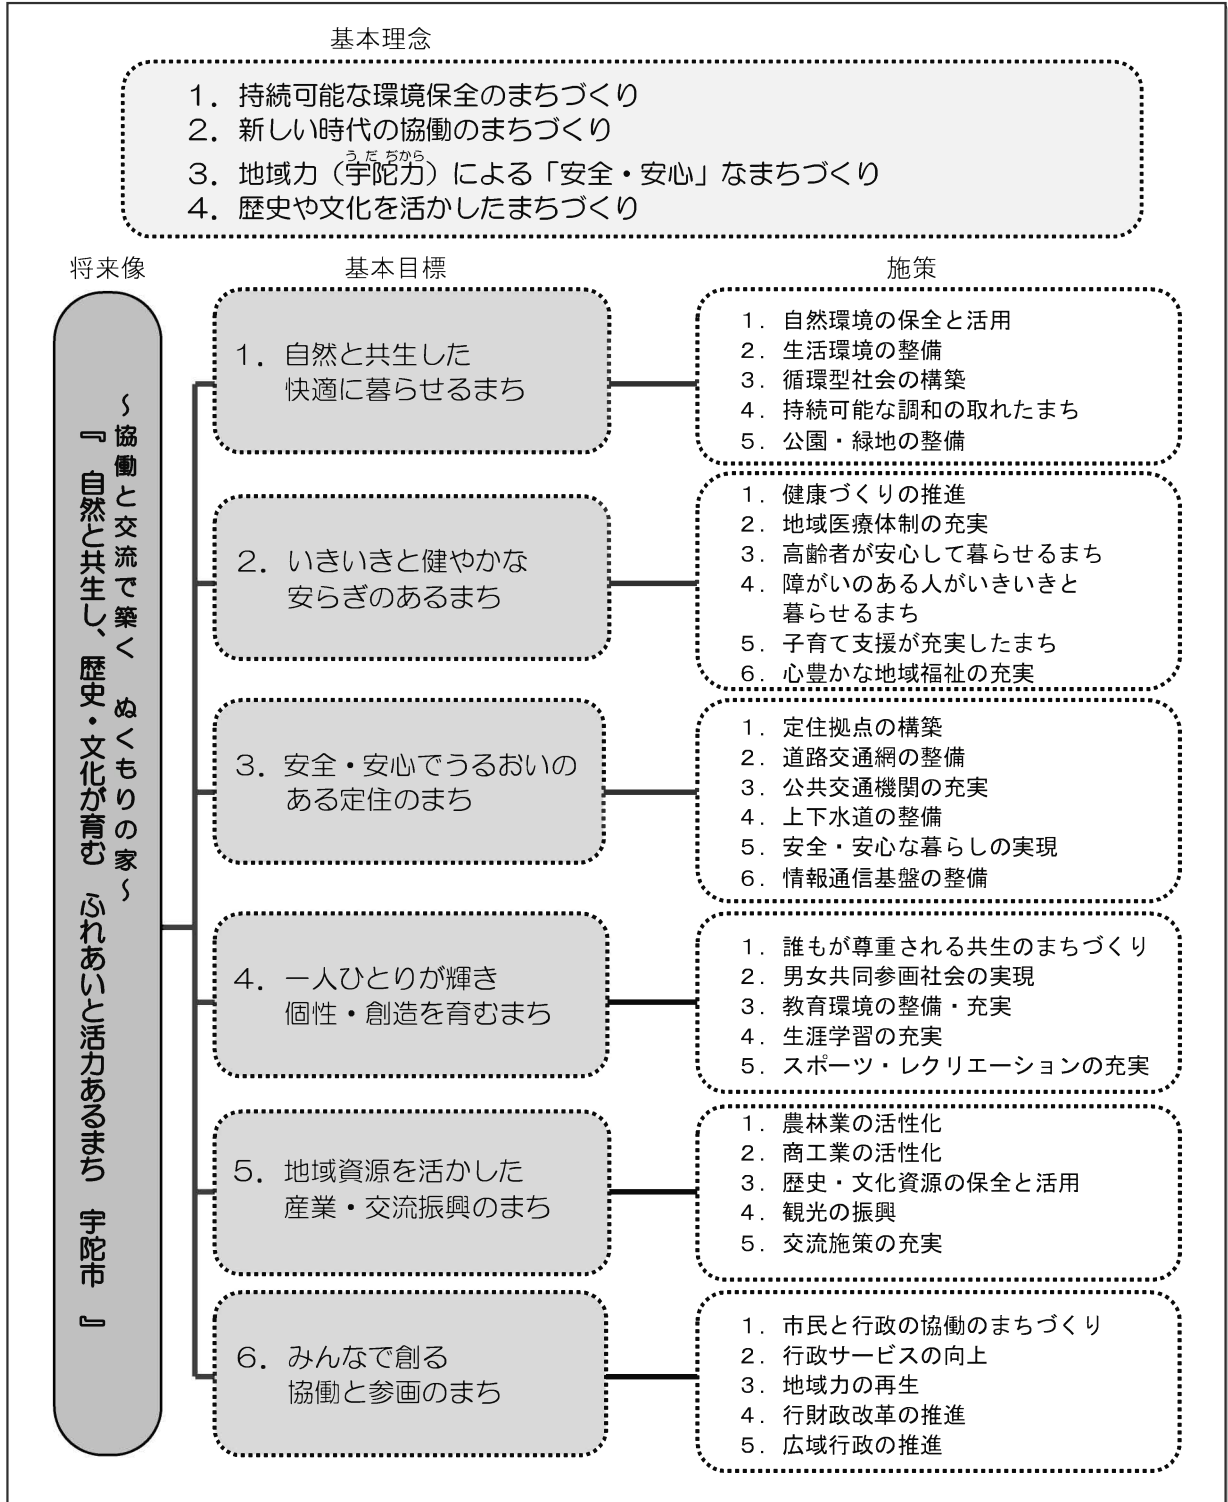 基本理念
１．持続可能な環境保全のまちづくり
２．新しい時代の協働のまちづくり
３．地域力（宇陀力）による「安全・安心」なまちづくり
うだぢから
４．歴史や文化を活かしたまちづくり
将来像
～協働と交流で築く　ぬくもりの家～
『　自然と共生し、歴史・文化が育む　ふれあいと活力あるまち　宇陀市　』
基本目標
施策
１．自然と共生した
快適に暮らせるまち
１．自然環境の保全と活用
２．生活環境の整備
３．循環型社会の構築
４．持続可能な調和の取れたまち
５．公園・緑地の整備
２．いきいきと健やかな
安らぎのあるまち
１．健康づくりの推進
２．地域医療体制の充実
３．高齢者が安心して暮らせるまち
４．障がいのある人がいきいきと
暮らせるまち
５．子育て支援が充実したまち
６．心豊かな地域福祉の充実
３．安全・安心でうるおいの
ある定住のまち
１．定住拠点の構築
２．道路交通網の整備
３．公共交通機関の充実
４．上下水道の整備
５．安全・安心な暮らしの実現
６．情報通信基盤の整備
４．一人ひとりが輝き
個性・創造を育むまち
１．誰もが尊重される共生のまちづくり
２．男女共同参画社会の実現
３．教育環境の整備・充実
４．生涯学習の充実
５．スポーツ・レクリエーションの充実
５．地域資源を活かした
産業・交流振興のまち
１．農林業の活性化
２．商工業の活性化
３．歴史・文化資源の保全と活用
４．観光の振興
５．交流施策の充実
６．みんなで創る
協働と参画のまち
１．市民と行政の協働のまちづくり
２．行政サービスの向上
３．地域力の再生
４．行財政改革の推進
５．広域行政の推進